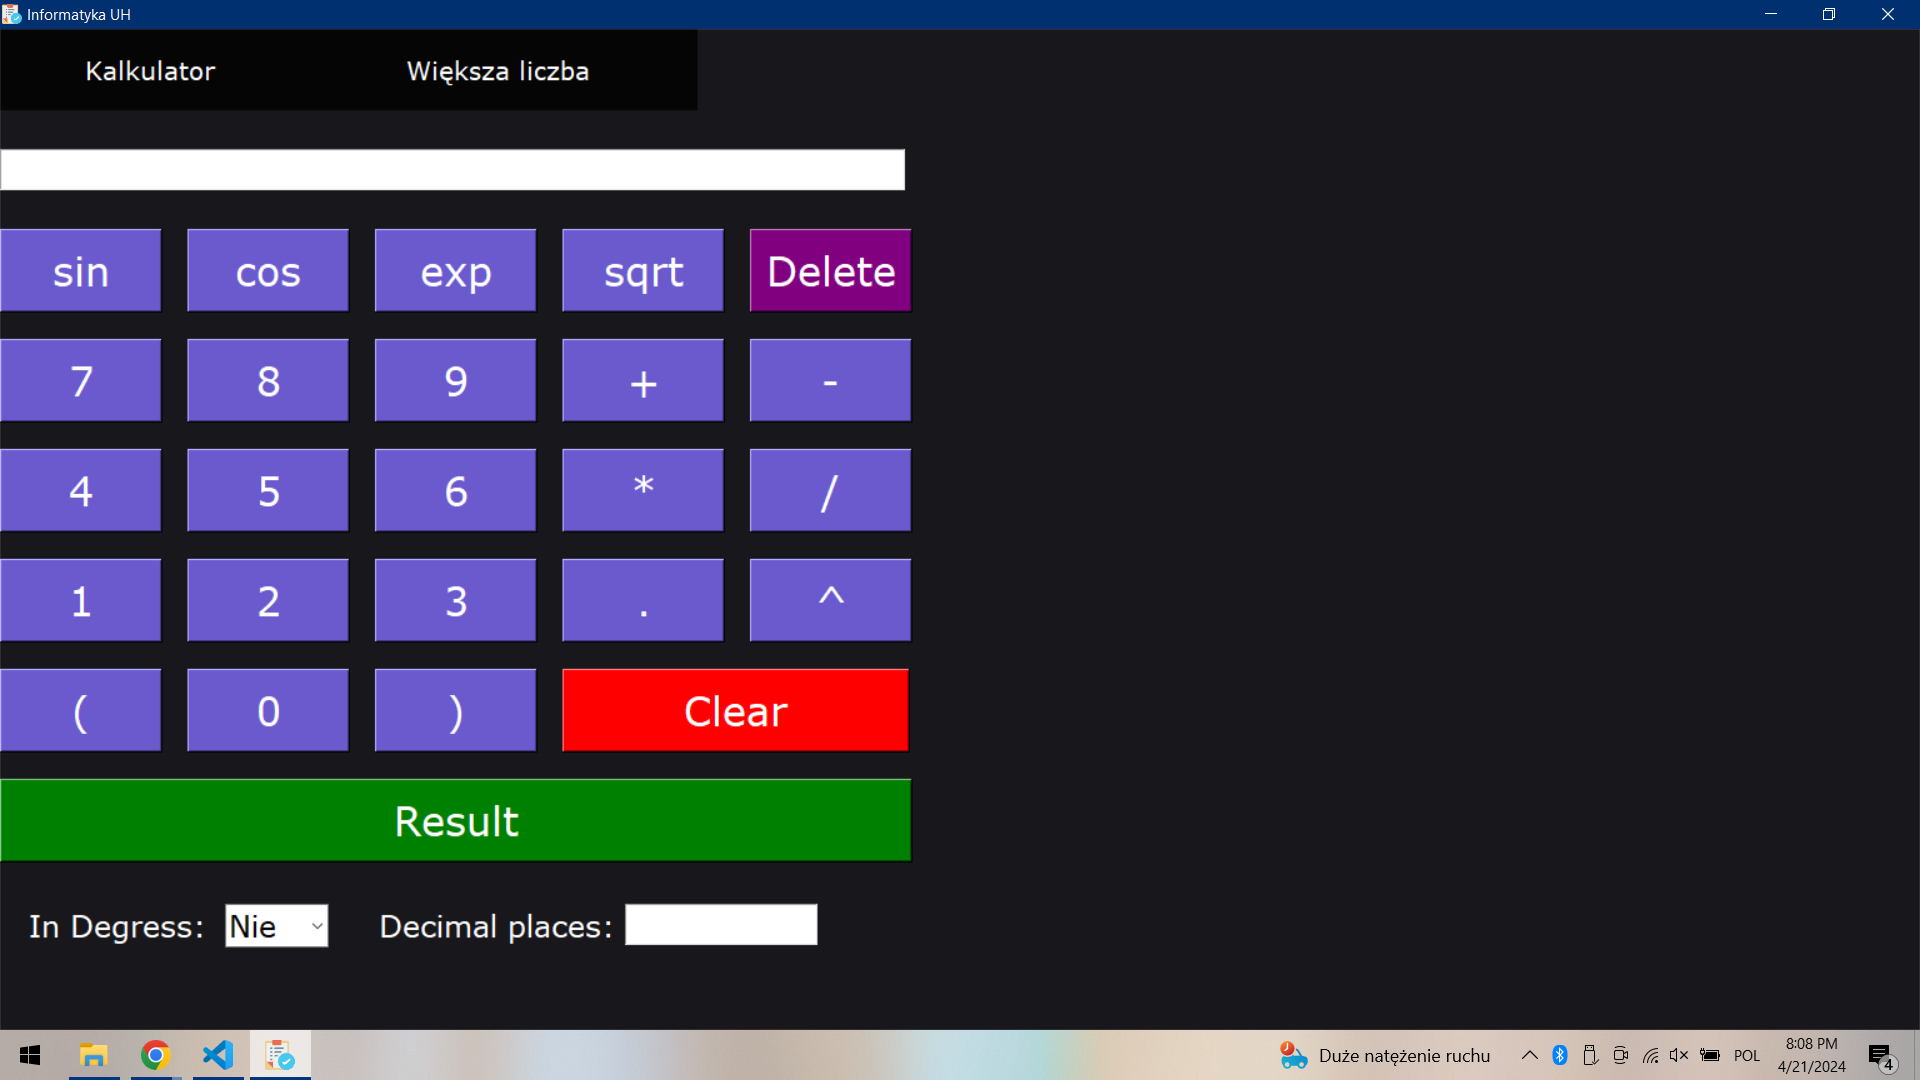 Informatyka UH
Kalkulator Większa liczba
sin cos exp sqrt Delete
7 8 9 + -
4 5 6 * /
1 2 3 . ^
( 0 ) Clear
Result
In Degress: Nie Decimal places:
Duże natężenie ruchu POL 8:08 PM
4/21/2024 4